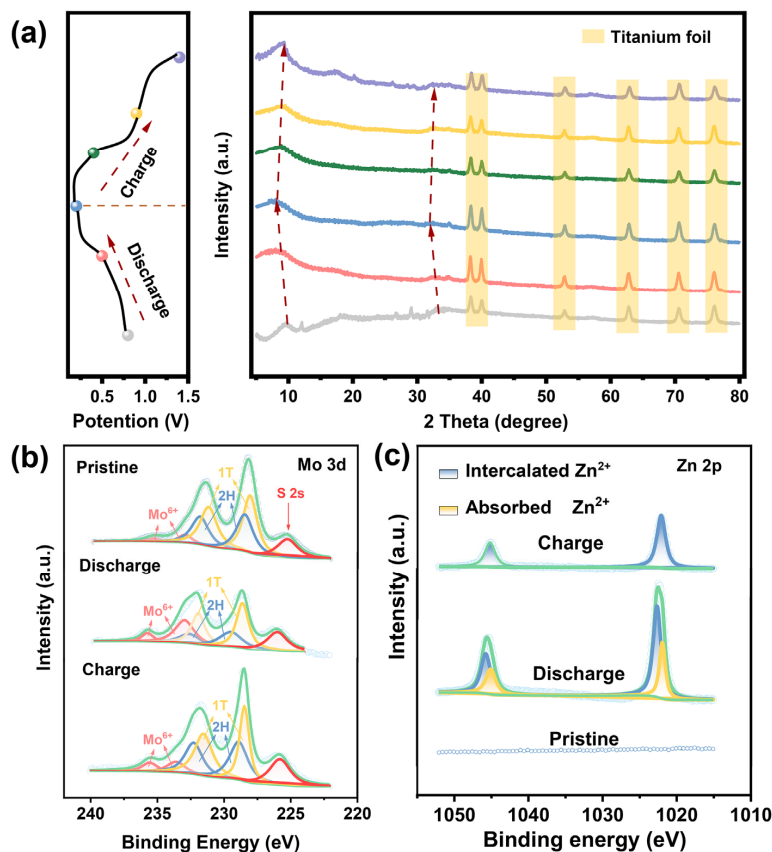 (a)
Titanium foil
Charge
Discharge
Intensity (a.u.)
0.5 1.0 1.5
Potention (V)
10 20 30 40 50 60 70 80
2 Theta (degree)
(b)
Mo 3d
Pristine
1T
2H
S 2s
Mo6+
Discharge
1T
2H
Mo6+
Charge
1T
2H
Mo6+
Intensity (a.u.)
240 235 230 225 220
Binding Energy (eV)
(c)
Intercalated Zn2+
Zn 2p
Absorbed Zn2+
Charge
Discharge
Pristine
Intensity (a.u.)
1050 1040 1030 1020 1010
Binding energy (eV)